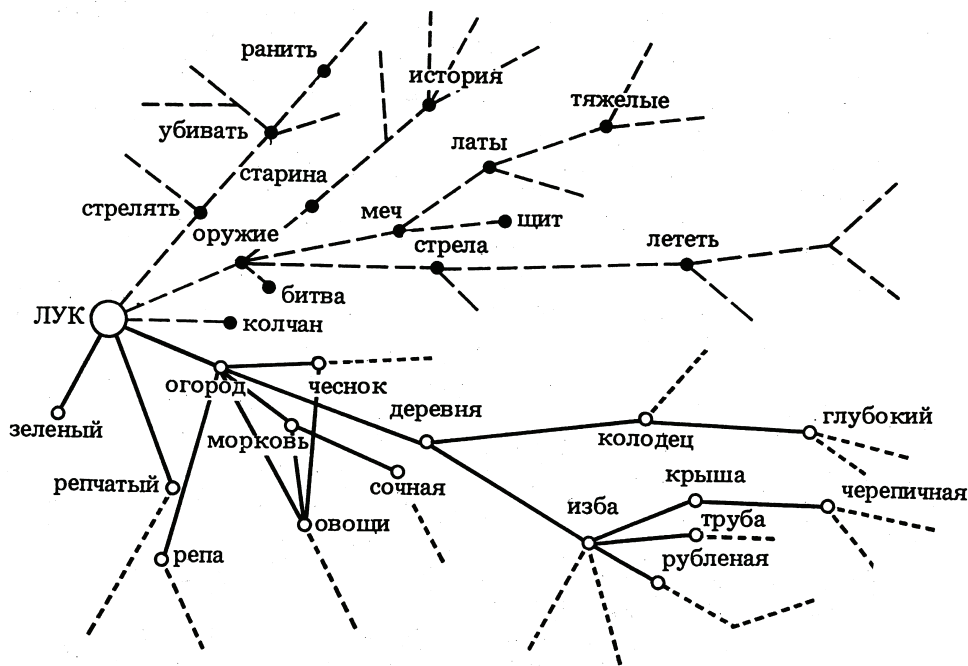 ранить
история
тяжелые
убивать
латы
старина
стрелять
меч
щит
оружие
стрела
лететь
битва
ЛУК
колчан
огород
чеснок
деревня
глубокий
зеленый
морковь
колодец
репчатый
сочная
крыша
черепичная
изба
труба
овощи
репа
рубленая